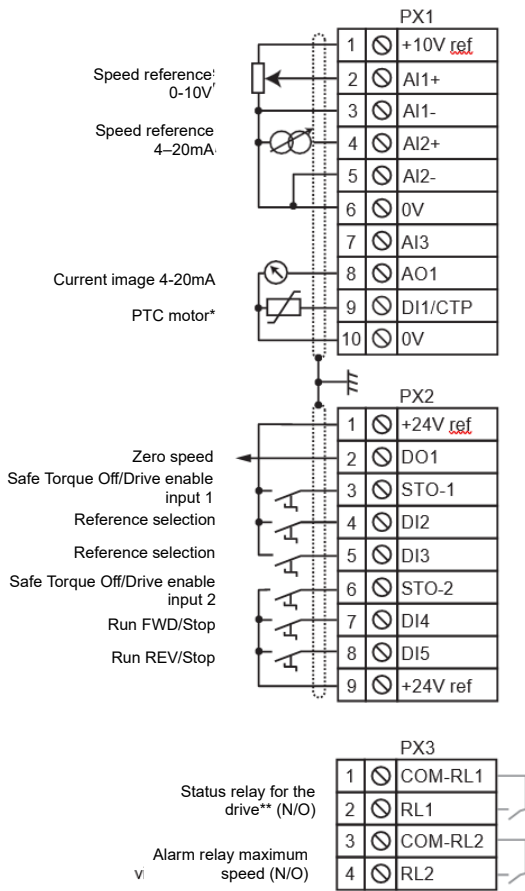 PX1
1 +10V ref
Speed reference 2 AI1+
0-10V
3 AI1-
Speed reference 4 AI2+
4–20mA
5 AI2-
6 0V
7 AI3
Current image 4-20mA 8 AO1
PTC motor* 9 DI1/CTP
10 0V
PX2
1 +24V ref
Zero speed 2 DO1
Safe Torque Off/Drive enable
input 1 3 STO-1
Reference selection 4 DI2
Reference selection 5 DI3
Safe Torque Off/Drive enable
input 2 6 STO-2
Run FWD/Stop 7 DI4
Run REV/Stop 8 DI5
9 +24V ref
PX3
1 COM-RL1
Status relay for the
drive** (N/O) 2 RL1
3 COM-RL2
Alarm relay maximum
speed (N/O) 4 RL2